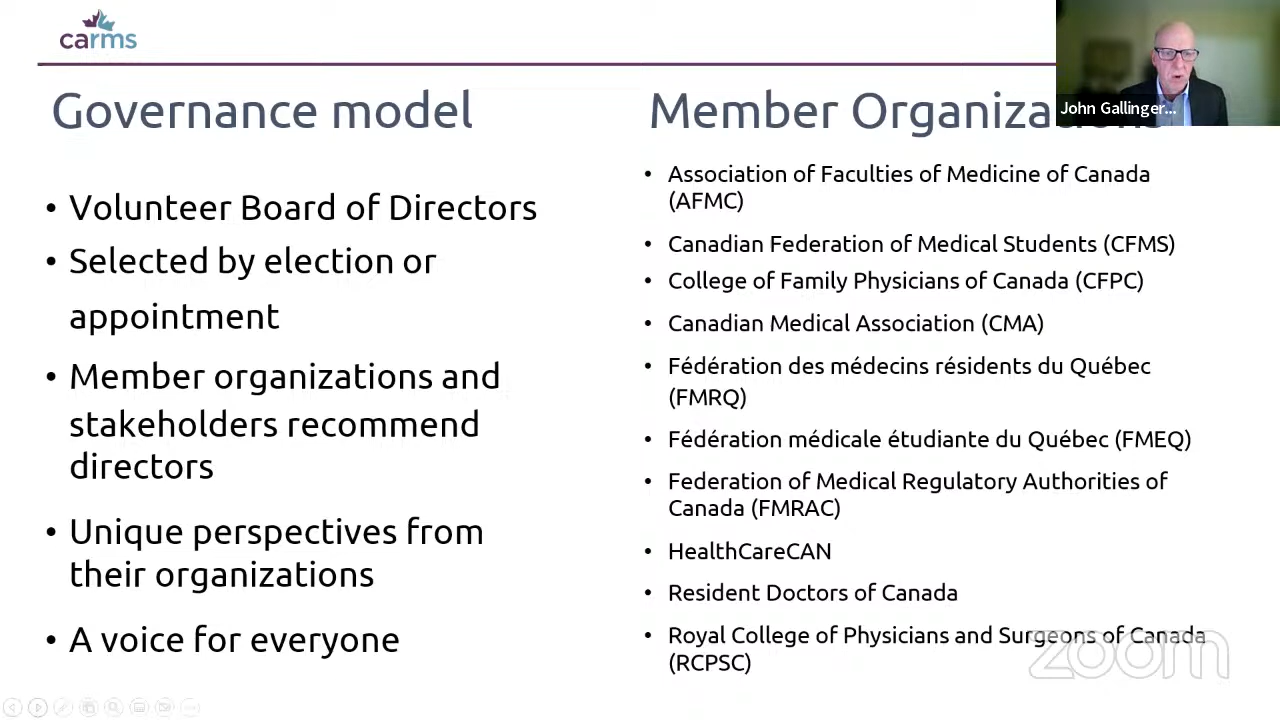 carms
Governance model
• Volunteer Board of Directors
• Selected by election or
appointment
• Member organizations and
stakeholders recommend
directors
• Unique perspectives from
their organizations
• A voice for everyone
Member Organizations
• Association of Faculties of Medicine of Canada
(AFMC)
• Canadian Federation of Medical Students (CFMS)
• College of Family Physicians of Canada (CFPC)
• Canadian Medical Association (CMA)
• Fédération des médecins résidents du Québec
(FMRQ)
• Fédération médicale étudiante du Québec (FMEQ)
• Federation of Medical Regulatory Authorities of
Canada (FMRAC)
• HealthCareCAN
• Resident Doctors of Canada
• Royal College of Physicians and Surgeons of Canada
(RCPSC)
John Gallinger...
zoom